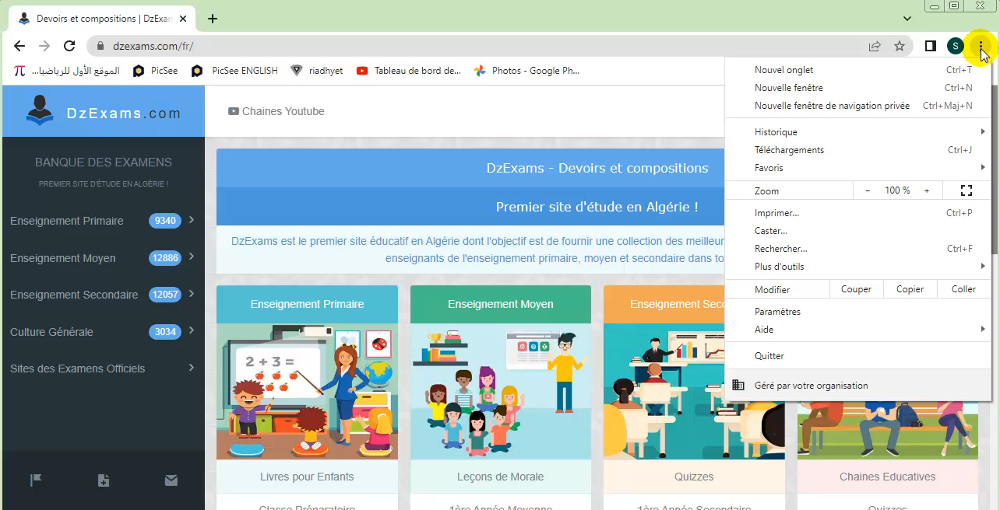 Devoirs et compositions | DzExa
dzexams.com/fr/
S
...الموقع الأول للرياضيا
PicSee
PicSee ENGLISH
riadhyet
Tableau de bord de...
Photos - Google Ph...
DzExams.com
Chaines Youtube
BANQUE DES EXAMENS
PREMIER SITE D'ÉTUDE EN ALGÉRIE !
Enseignement Primaire 9340
Enseignement Moyen 12886
Enseignement Secondaire 12057
Culture Générale 3034
Sites des Examens Officiels
DzExams - Devoirs et compositions
Premier site d'étude en Algérie !
DzExams est le premier site éducatif en Algérie dont l'objectif est de fournir une collection des meilleur
enseignants de l'enseignement primaire, moyen et secondaire dans to
Enseignement Primaire
2 + 3 =
Livres pour Enfants
Classe Préparatoire
Enseignement Moyen
Leçons de Morale
1ère Année Moyenne
Enseignement Seco
Quizzes
1ère Année Secondaire
Chaines Educatives
Quizzes
Nouvel onglet Ctrl+T
Nouvelle fenêtre Ctrl+N
Nouvelle fenêtre de navigation privée Ctrl+Maj+N
Historique
Téléchargements Ctrl+J
Favoris
Zoom - 100 % +
Imprimer... Ctrl+P
Caster...
Rechercher... Ctrl+F
Plus d'outils
Modifier Couper Copier Coller
Paramètres
Aide
Quitter
Géré par votre organisation